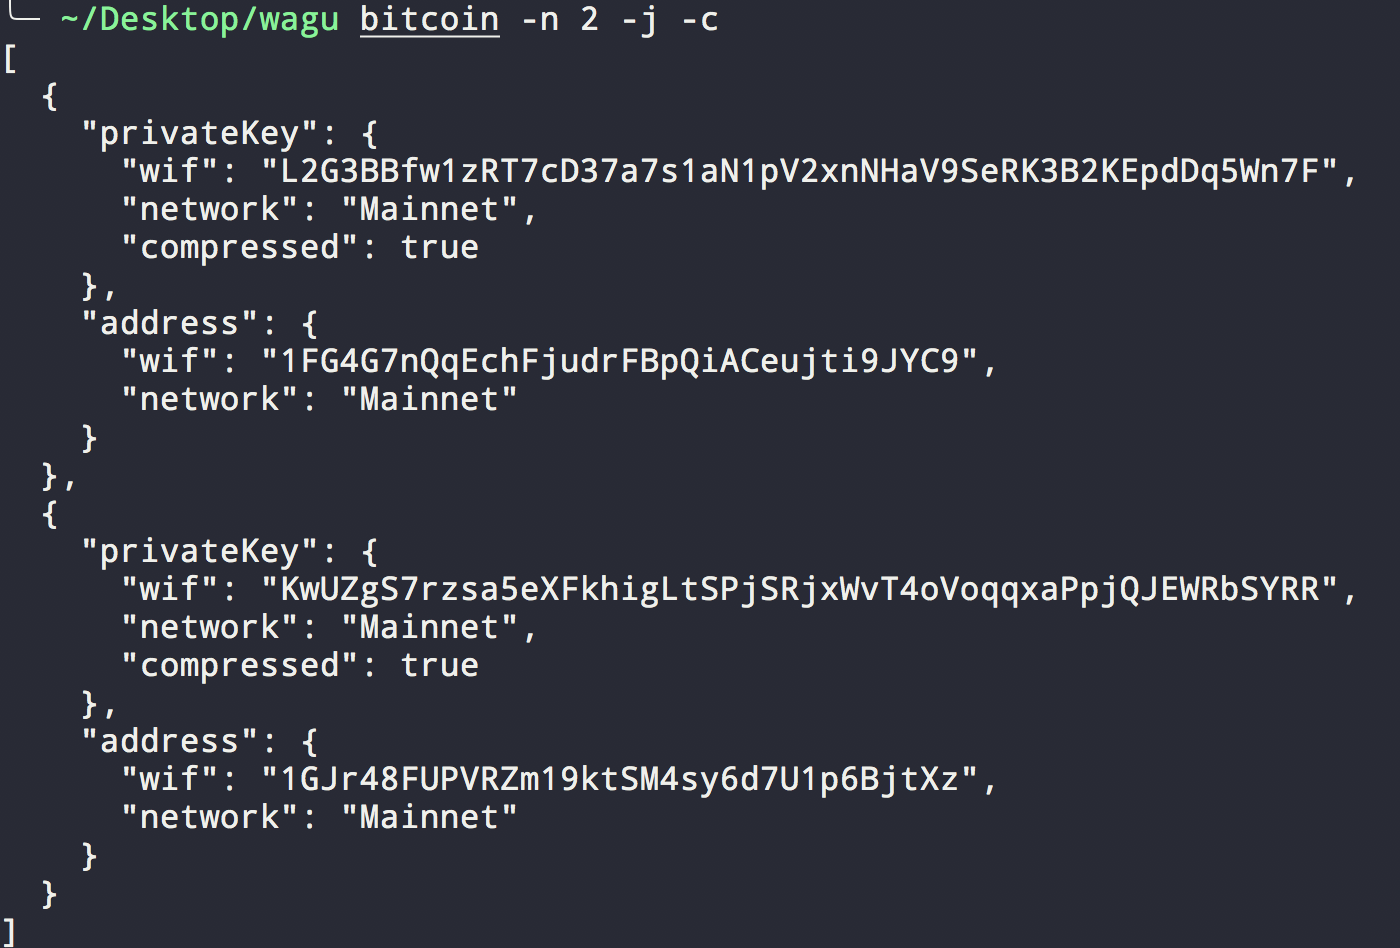 ~/Desktop/wagu bitcoin -n 2 -j -c
[
  {
    "privateKey": {
      "wif": "L2G3BBfw1zRT7cD37a7s1aN1pV2xnNHaV9SeRK3B2KEpdDq5Wn7F",
      "network": "Mainnet",
      "compressed": true
    },
    "address": {
      "wif": "1FG4G7nQqEchFjudrFBpQiACeujti9JYC9",
      "network": "Mainnet"
    }
  },
  {
    "privateKey": {
      "wif": "KwUZgS7rzsa5eXFkhigLtSPjSRjxWvT4oVoqqxaPpjQJEWRbSYRR",
      "network": "Mainnet",
      "compressed": true
    },
    "address": {
      "wif": "1GJr48FUPVRZm19ktSM4sy6d7U1p6BjtXz",
      "network": "Mainnet"
    }
  }
]